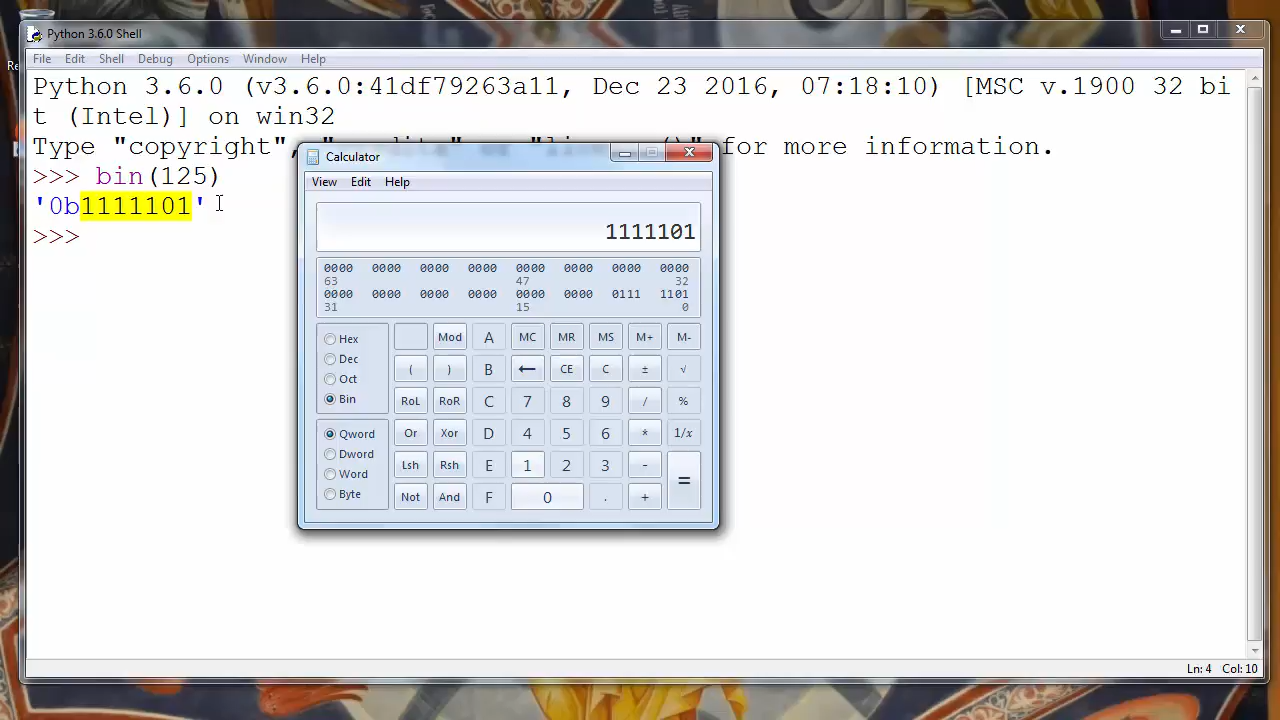 Re
Python 3.6.0 Shell
File Edit Shell Debug Options Window Help
Python 3.6.0 (v3.6.0:41df79263a11, Dec 23 2016, 07:18:10) [MSC v.1900 32 bi
t (Intel)] on win32
Type "copyright", for more information.
>>> bin(125)
'0b1111101'
>>>
Calculator
View Edit Help
1111101
0000 0000 0000 0000 0000 0000 0000 0000
63 47 32
0000 0000 0000 0000 0000 0000 0111 1101
31 15 0
Hex Mod A MC MR MS M+ M-
Dec ( ) B ← CE C ± √
Oct
Bin RoL RoR C 7 8 9 / %
Qword Or Xor D 4 5 6 * 1/x
Dword
Word Lsh Rsh E 1 2 3 - =
Byte Not And F 0 . +
Ln: 4 Col: 10